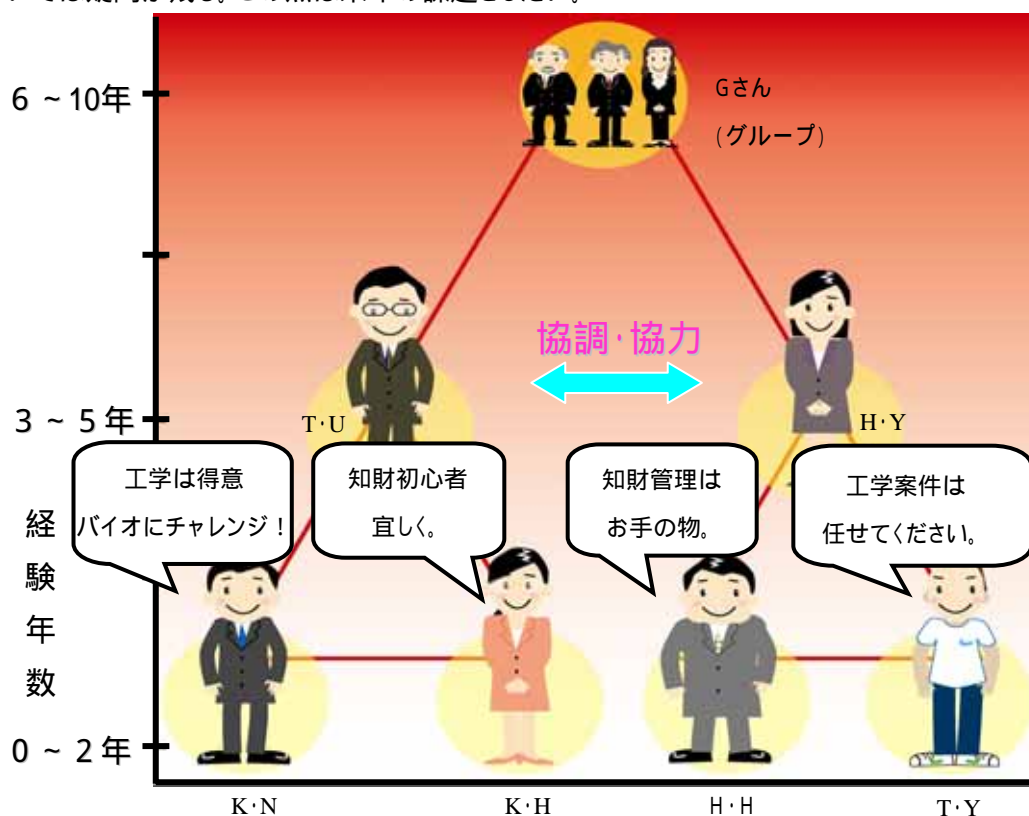 6 ~ 10年
Gさん
(グループ)
協調・協力
3 ~ 5年
T・U
H・Y
工学は得意
バイオにチャレンジ!
知財初心者
宜しく。
知財管理は
お手の物。
工学案件は
任せてください。
経験年数
0 ~ 2年
K・N
K・H
H・H
T・Y